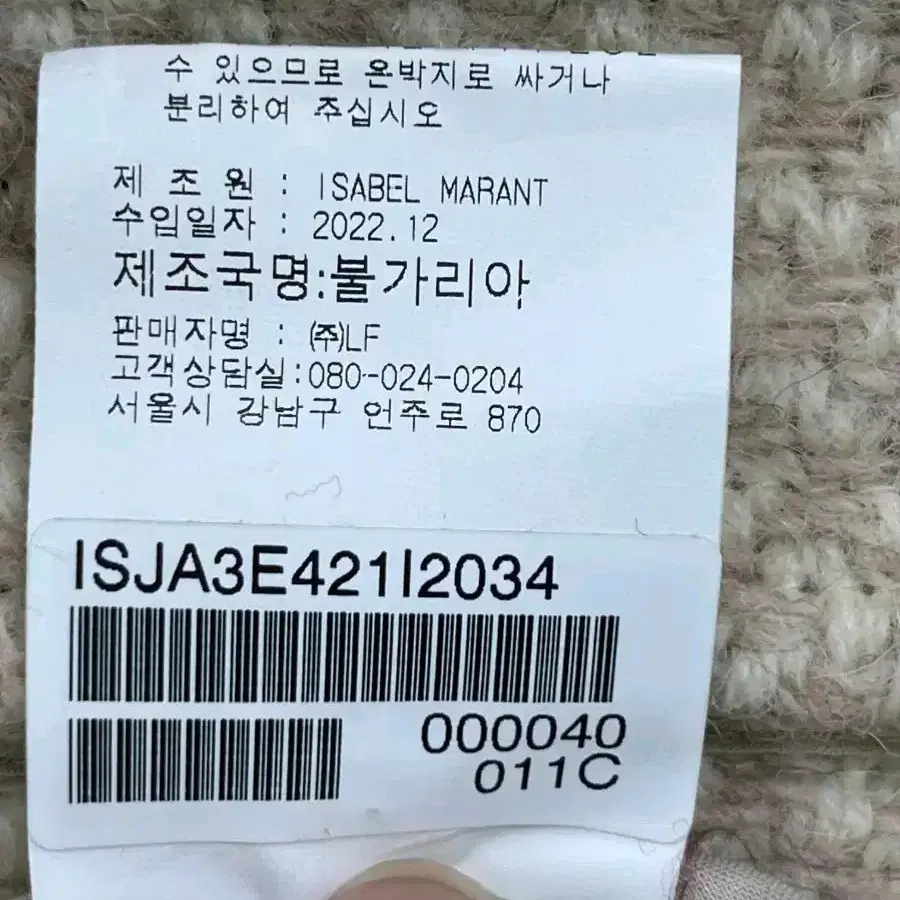 수 있으므로 은박지로 싸거나
분리하여 주십시오
제 조 원 : ISABEL MARANT
수입일자 : 2022.12
제조국명:불가리아
판매자명 : ㈜LF
고객상담실:080-024-0204
서울시 강남구 언주로 870
ISJA3E421I2034
000040
011C